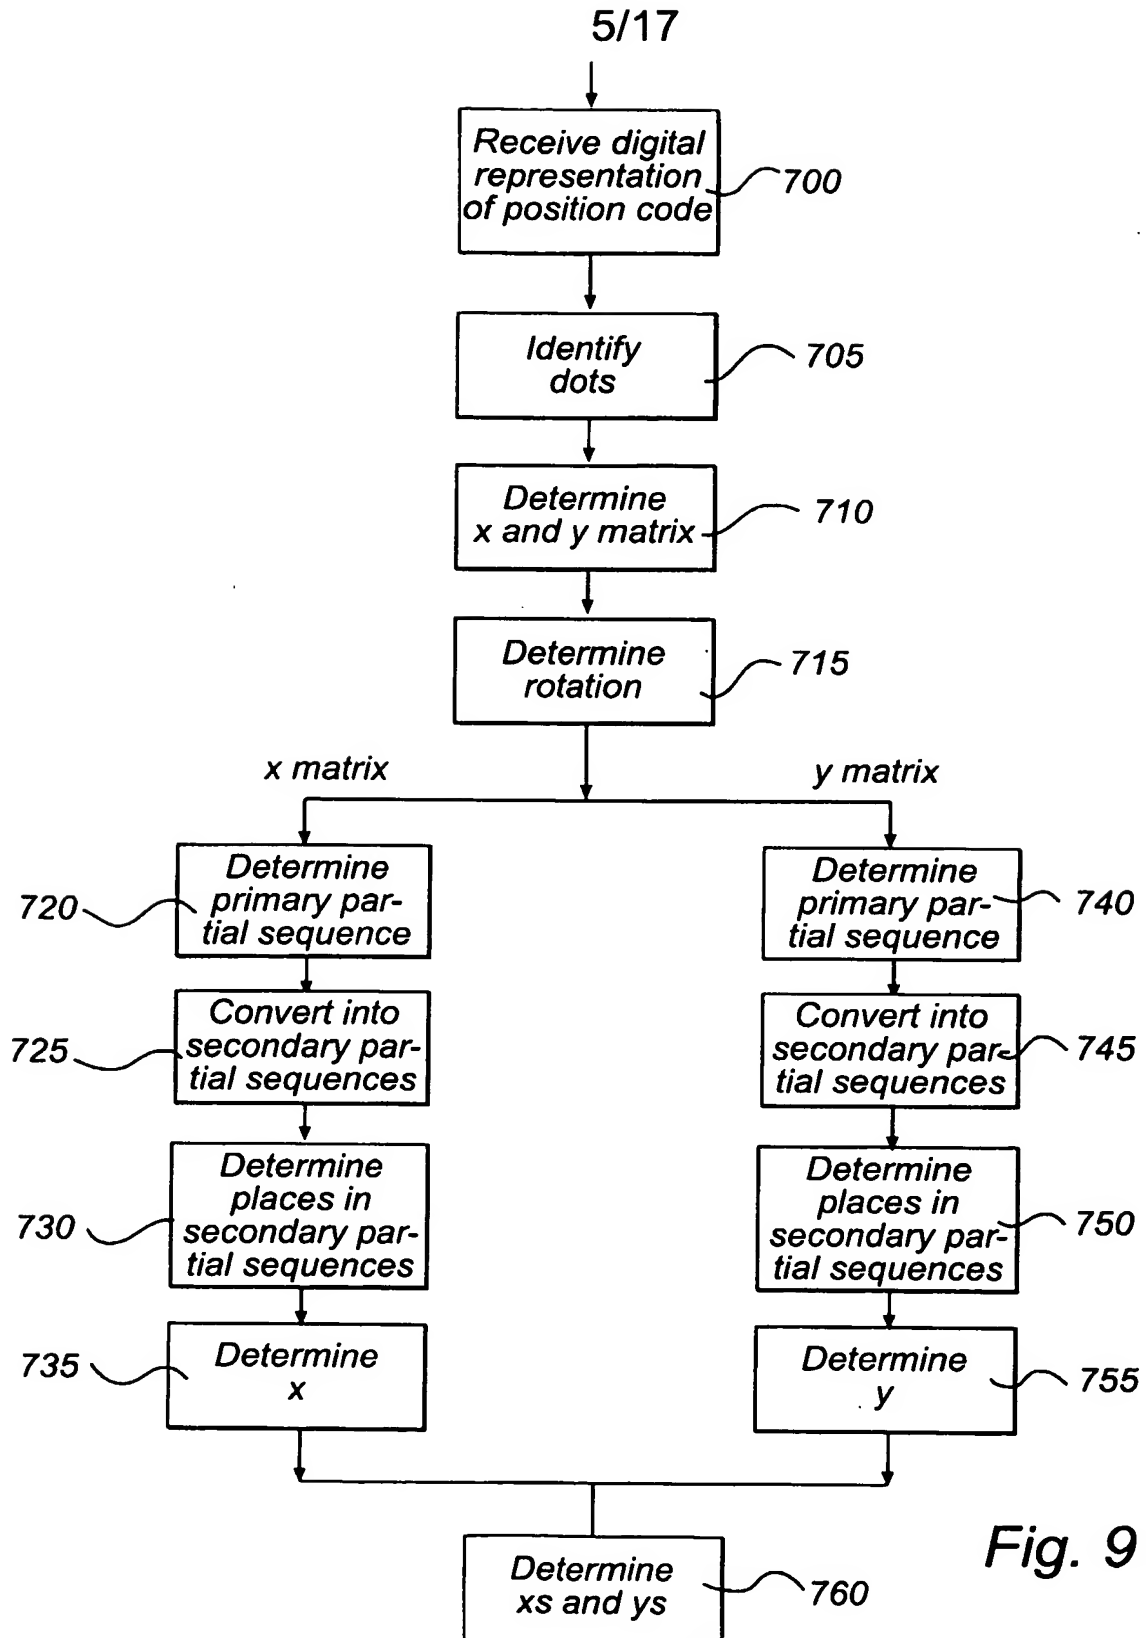 5/17
Receive digital
representation
of position code
700
Identify
dots
705
Determine
x and y matrix
710
Determine
rotation
715
x matrix
y matrix
Determine
primary par-
tial sequence
720
Determine
primary par-
tial sequence
740
Convert into
secondary par-
tial sequences
725
Convert into
secondary par-
tial sequences
745
Determine
places in
secondary par-
tial sequences
730
Determine
places in
secondary par-
tial sequences
750
Determine
x
735
Determine
y
755
Determine
xs and ys
760
Fig. 9